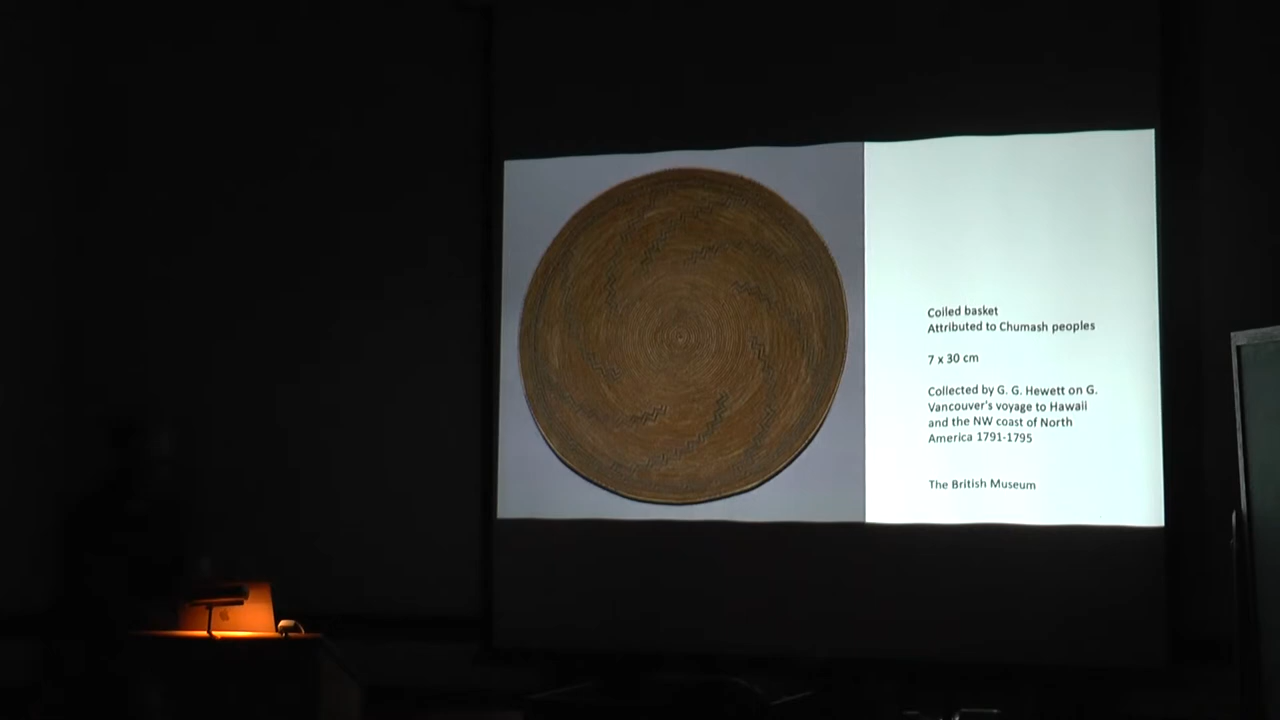 Coiled basket
Attributed to Chumash peoples
7 x 30 cm
Collected by G. G. Hewett on G.
Vancouver's voyage to Hawaii
and the NW coast of North
America 1791-1795
The British Museum